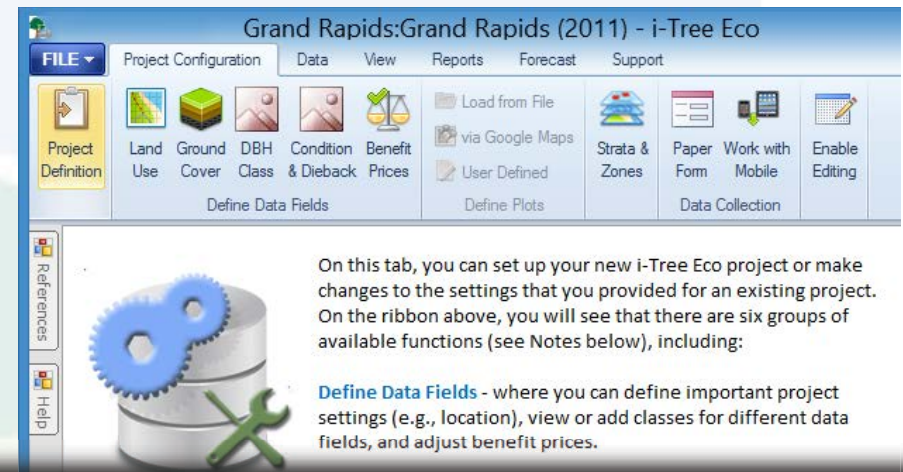 Grand Rapids:Grand Rapids (2011) - i-Tree Eco
FILE Project Configuration Data View Reports Forecast Support
Project Definition
Land Use
Ground Cover
DBH Class
Condition & Dieback
Benefit Prices
Define Data Fields
Load from File
via Google Maps
User Defined
Define Plots
Strata & Zones
Paper Form
Work with Mobile
Data Collection
Enable Editing
References
Help
On this tab, you can set up your new i-Tree Eco project or make
changes to the settings that you provided for an existing project.
On the ribbon above, you will see that there are six groups of
available functions (see Notes below), including:
Define Data Fields - where you can define important project
settings (e.g., location), view or add classes for different data
fields, and adjust benefit prices.